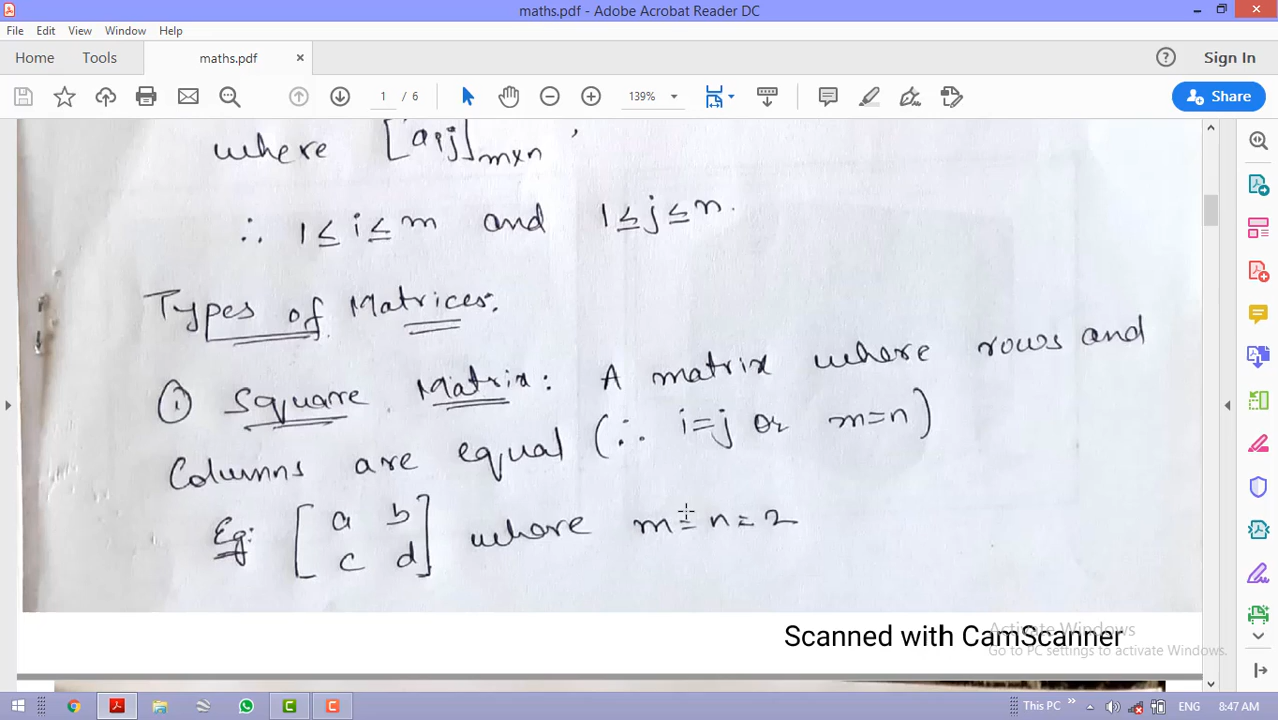 maths.pdf - Adobe Acrobat Reader DC
File Edit View Window Help
Home Tools maths.pdf × Sign In
1 / 6 139% Share
where [aij]m×n ,
∴ 1≤i≤m and 1≤j≤n.
Types of Matrices:
① Square Matrix: A matrix where rows and
Columns are equal (∴ i=j or m=n)
Eg: [a b
c d] where m=n=2
Scanned with CamScanner
Activate Windows
Go to PC settings to activate Windows.
This PC » ENG 8:47 AM